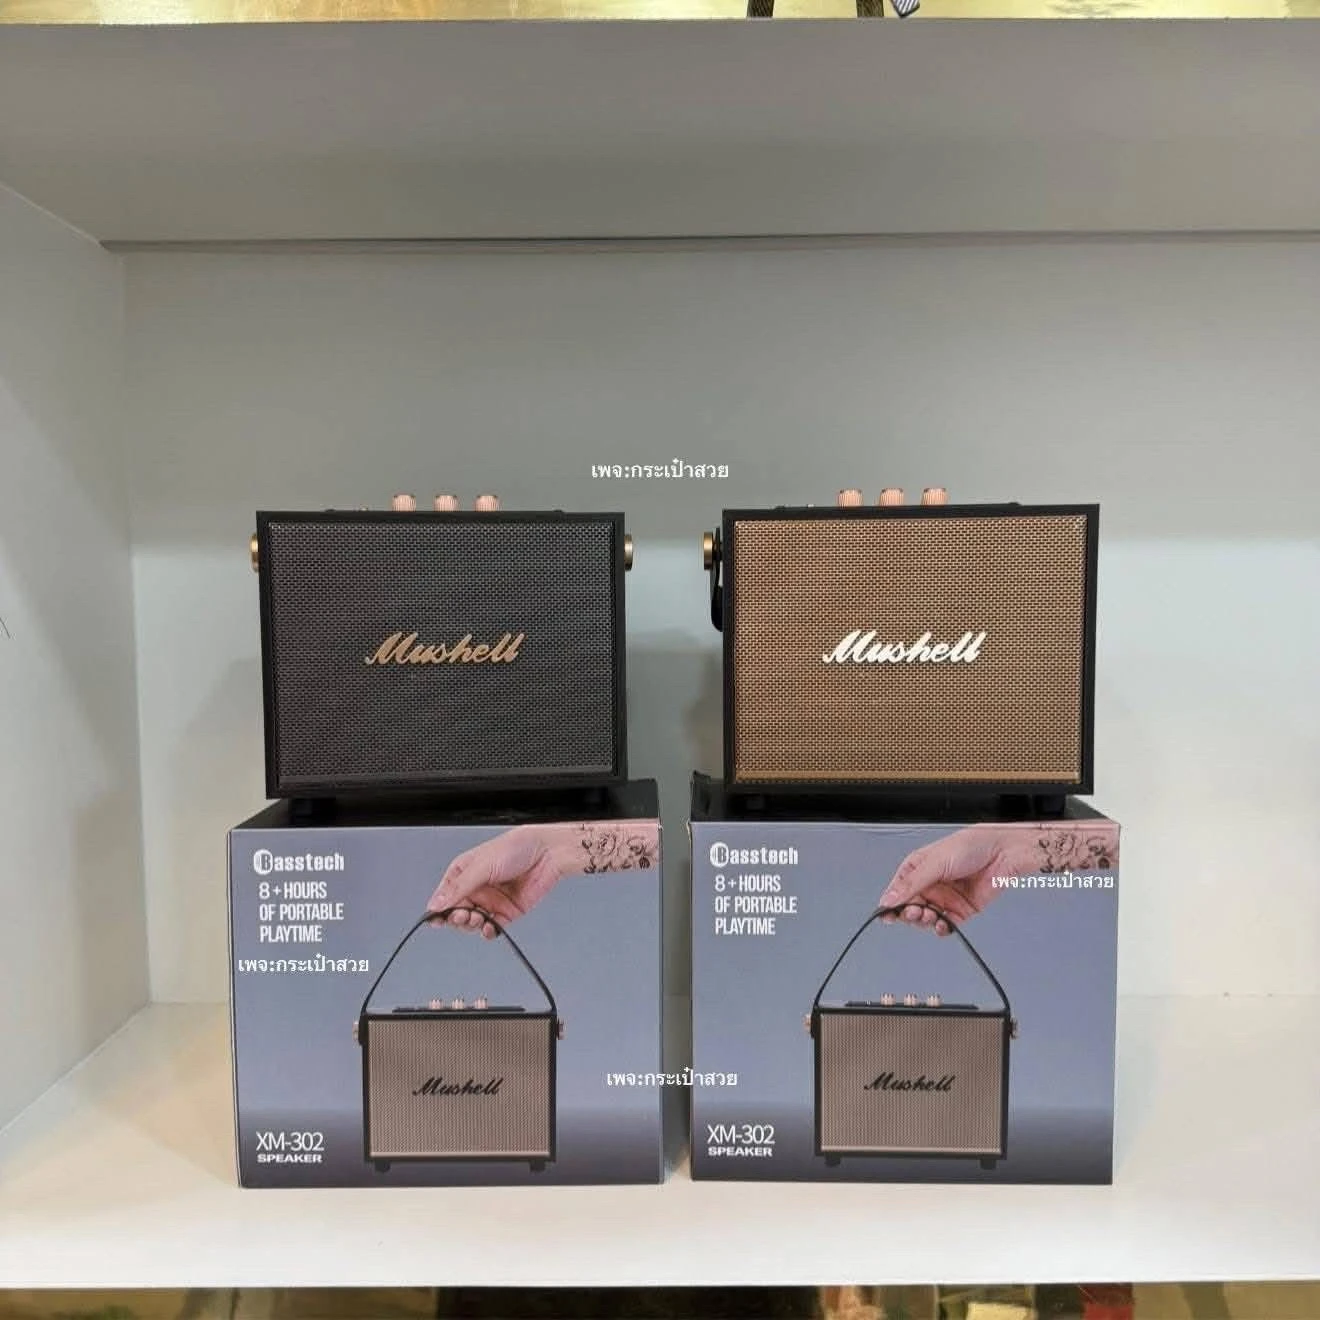 เพจ:กระเป๋าสวย
Mushell
Mushell
Basstech
8+HOURS
OF PORTABLE
PLAYTIME
เพจ:กระเป๋าสวย
Mushell
XM-302
SPEAKER
Basstech
8+HOURS
OF PORTABLE
PLAYTIME
เพจ:กระเป๋าสวย
เพจ:กระเป๋าสวย
Mushell
XM-302
SPEAKER